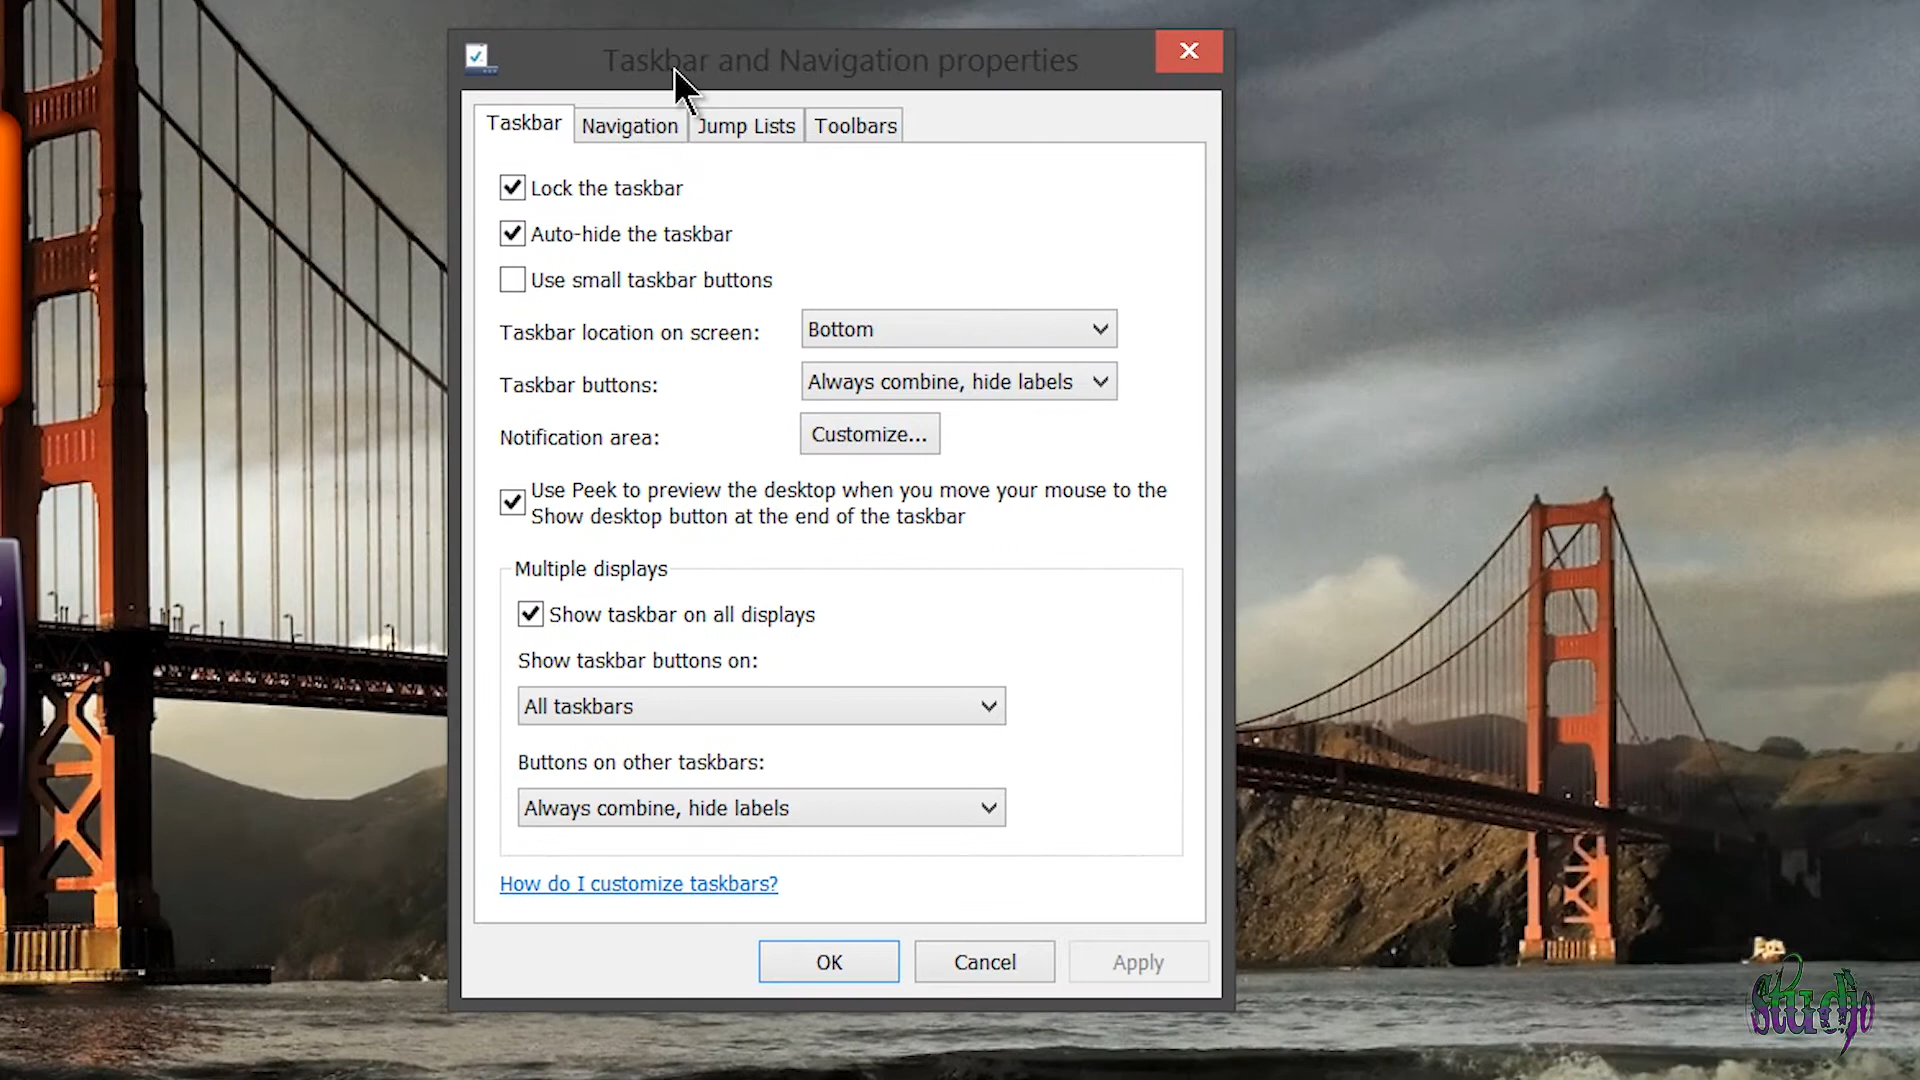 Taskbar and Navigation properties
Taskbar
Navigation
Jump Lists
Toolbars
Lock the taskbar
Auto-hide the taskbar
Use small taskbar buttons
Taskbar location on screen:
Bottom
Taskbar buttons:
Always combine, hide labels
Notification area:
Customize...
Use Peek to preview the desktop when you move your mouse to the
Show desktop button at the end of the taskbar
Multiple displays
Show taskbar on all displays
Show taskbar buttons on:
All taskbars
Buttons on other taskbars:
Always combine, hide labels
How do I customize taskbars?
OK
Cancel
Apply
Studio